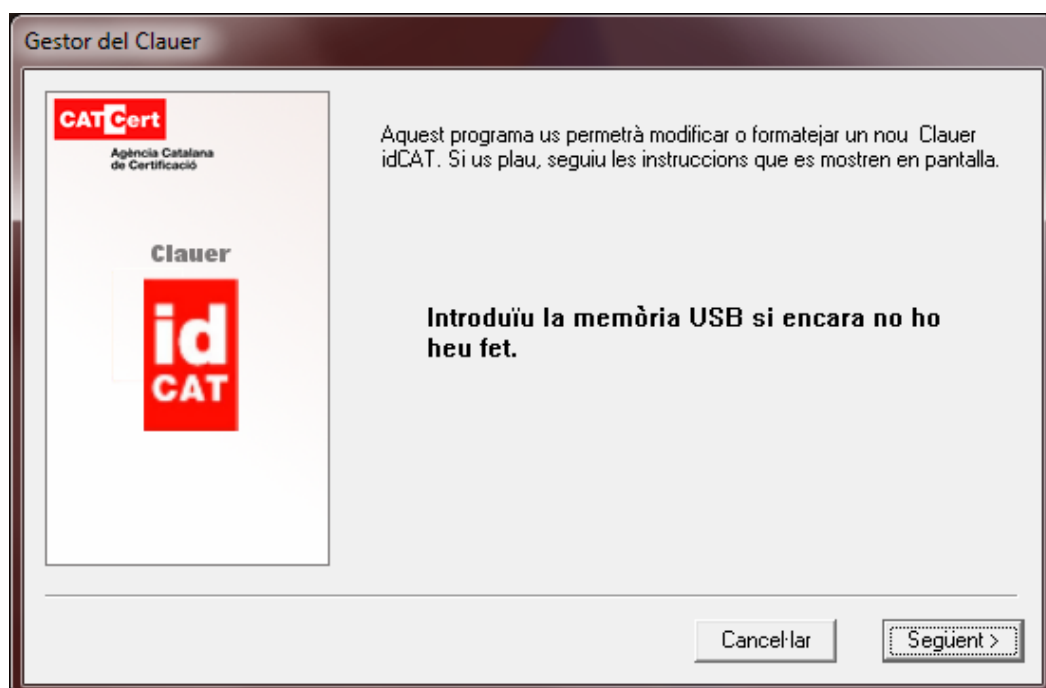 Gestor del Clauer
CATCert
Agència Catalana
de Certificació
Clauer
id
CAT
Aquest programa us permetrà modificar o formatejar un nou Clauer
idCAT. Si us plau, seguiu les instruccions que es mostren en pantalla.
Introduïu la memòria USB si encara no ho
heu fet.
Cancel·lar
Següent >